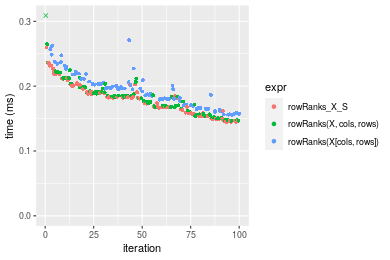 0.3
0.2
0.1
0.0
time (ms)
0
25
50
75
100
iteration
expr
rowRanks_X_S
rowRanks(X, cols, rows)
rowRanks(X[cols, rows])